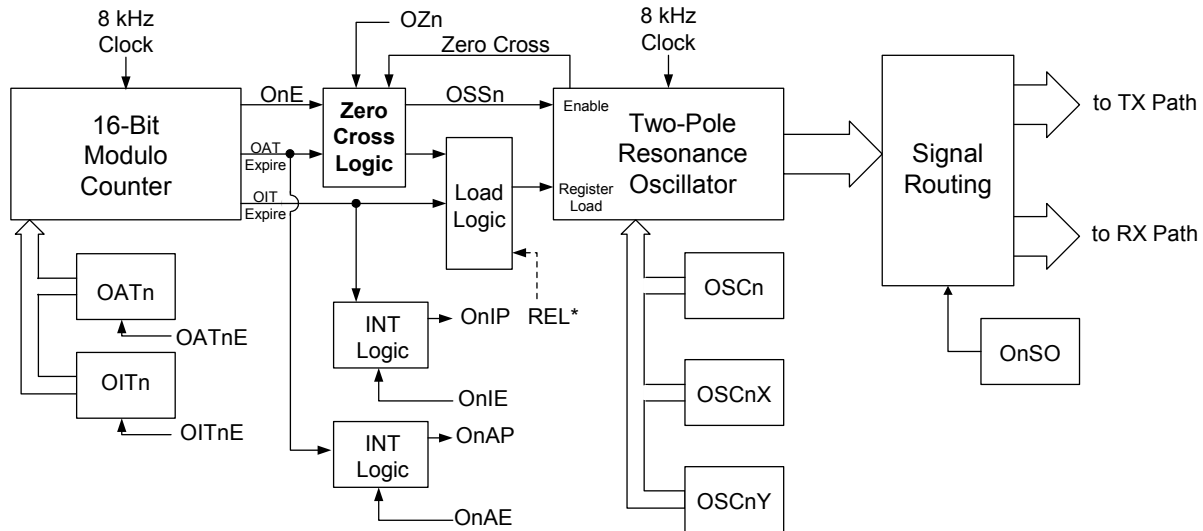 8 kHz
Clock
OZn
8 kHz
Clock
Zero Cross
16-Bit
Modulo
Counter
OnE
OAT
Expire
OIT
Expire
Zero
Cross
Logic
OSSn
Load
Logic
Enable
Register
Load
Two-Pole
Resonance
Oscillator
Signal
Routing
to TX Path
to RX Path
OATn
OATnE
OITn
OITnE
INT
Logic
OnIP
OnIE
REL*
INT
Logic
OnAP
OnAE
OSCn
OSCnX
OSCnY
OnSO